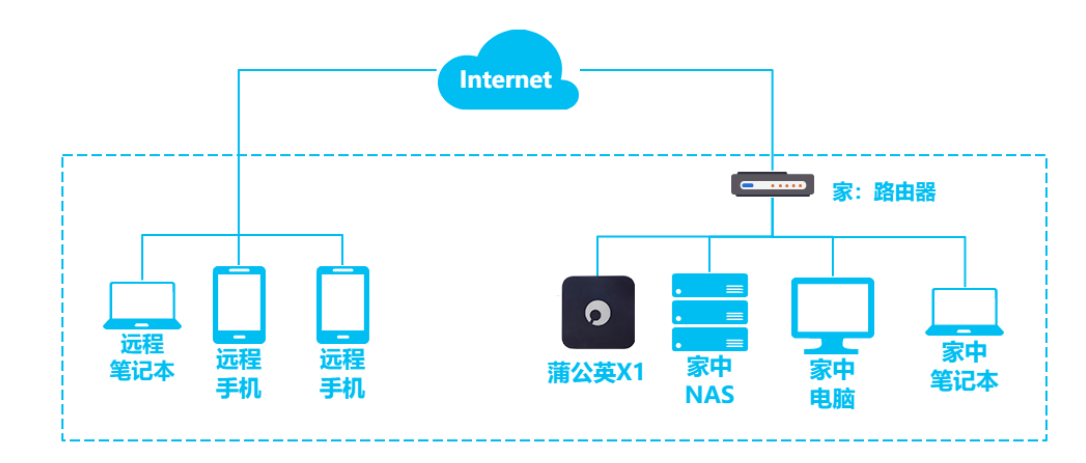 Internet
家：路由器
远程
笔记本
远程
手机
远程
手机
蒲公英X1
家中
NAS
家中
电脑
家中
笔记本